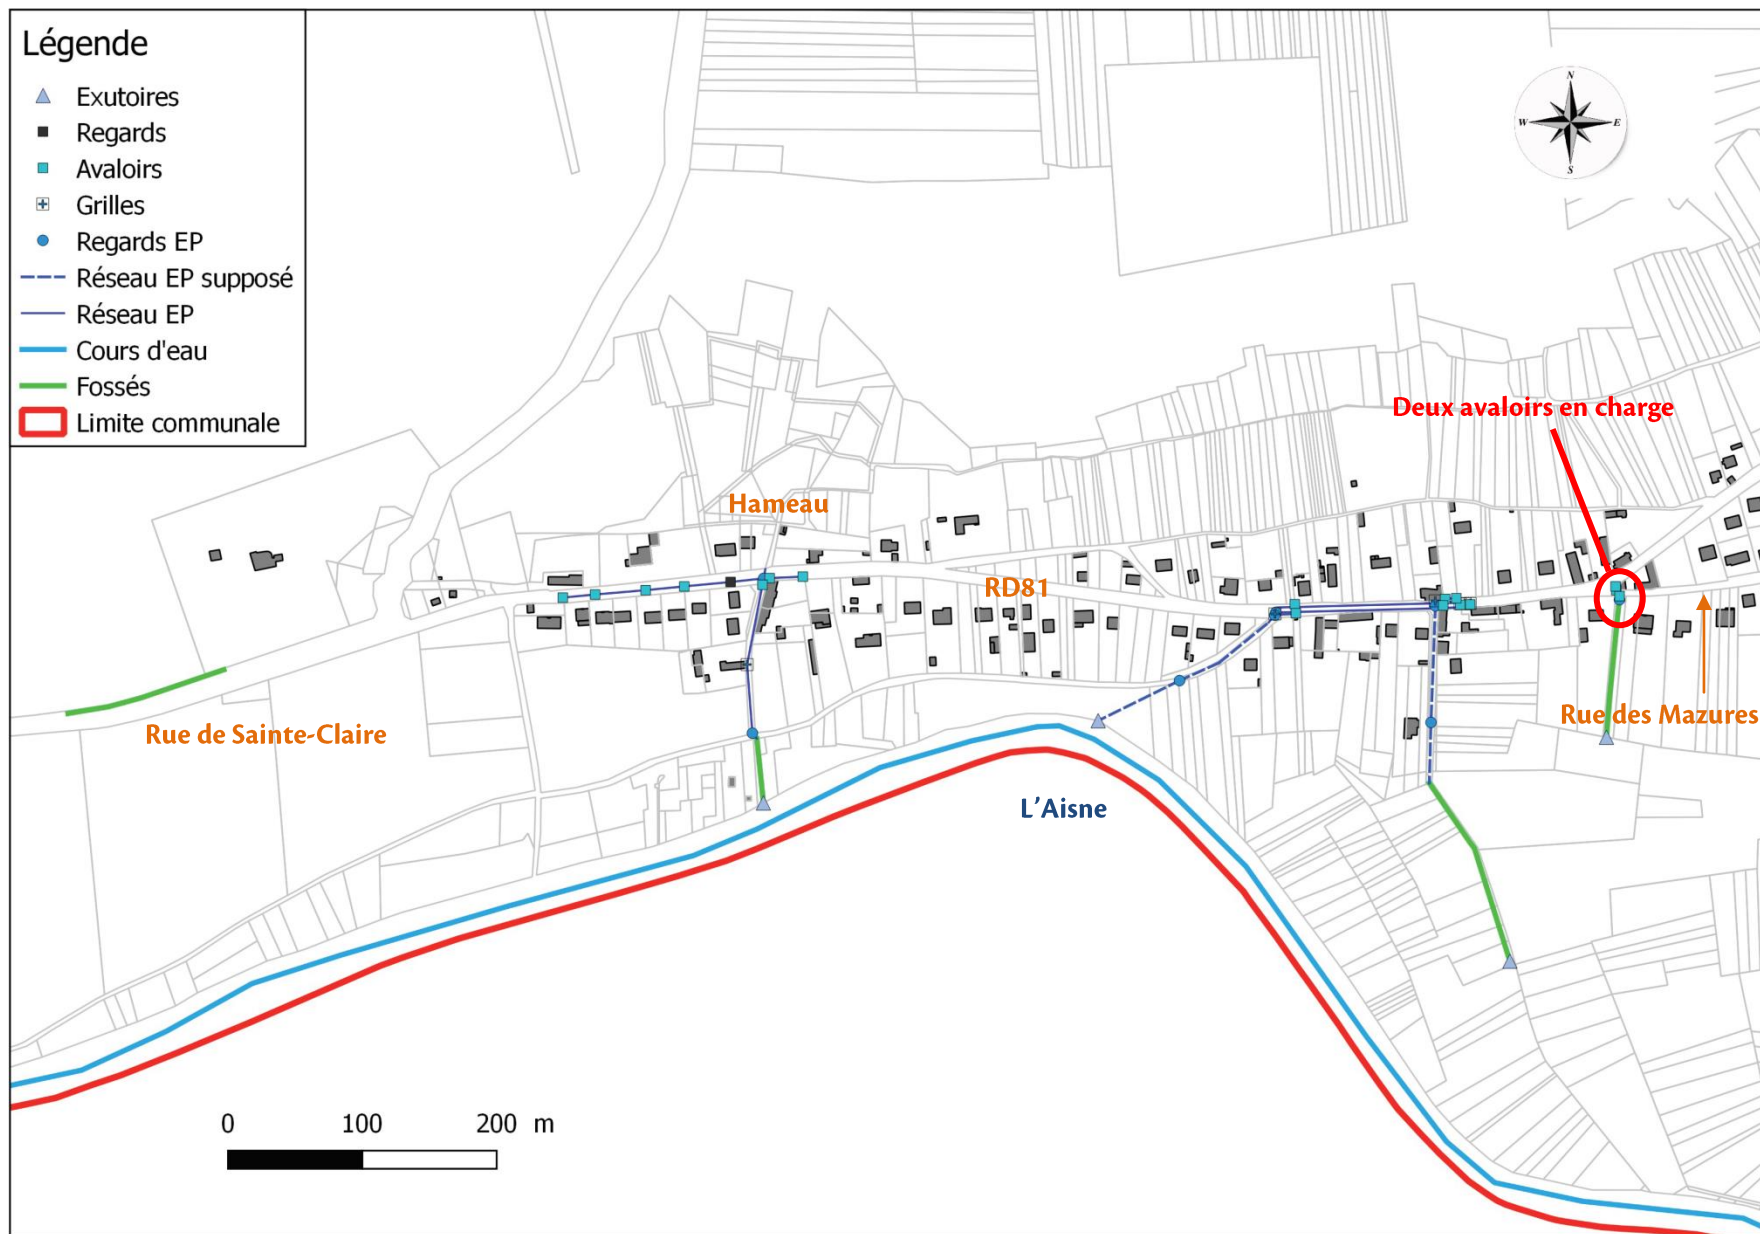 Légende
Exutoires
Regards
Avaloirs
Grilles
Regards EP
Réseau EP supposé
Réseau EP
Cours d'eau
Fossés
Limite communale
N
W E
S
Deux avaloirs en charge
Hameau
RD81
Rue de Sainte-Claire
Rue des Mazures
L'Aisne
0 100 200 m